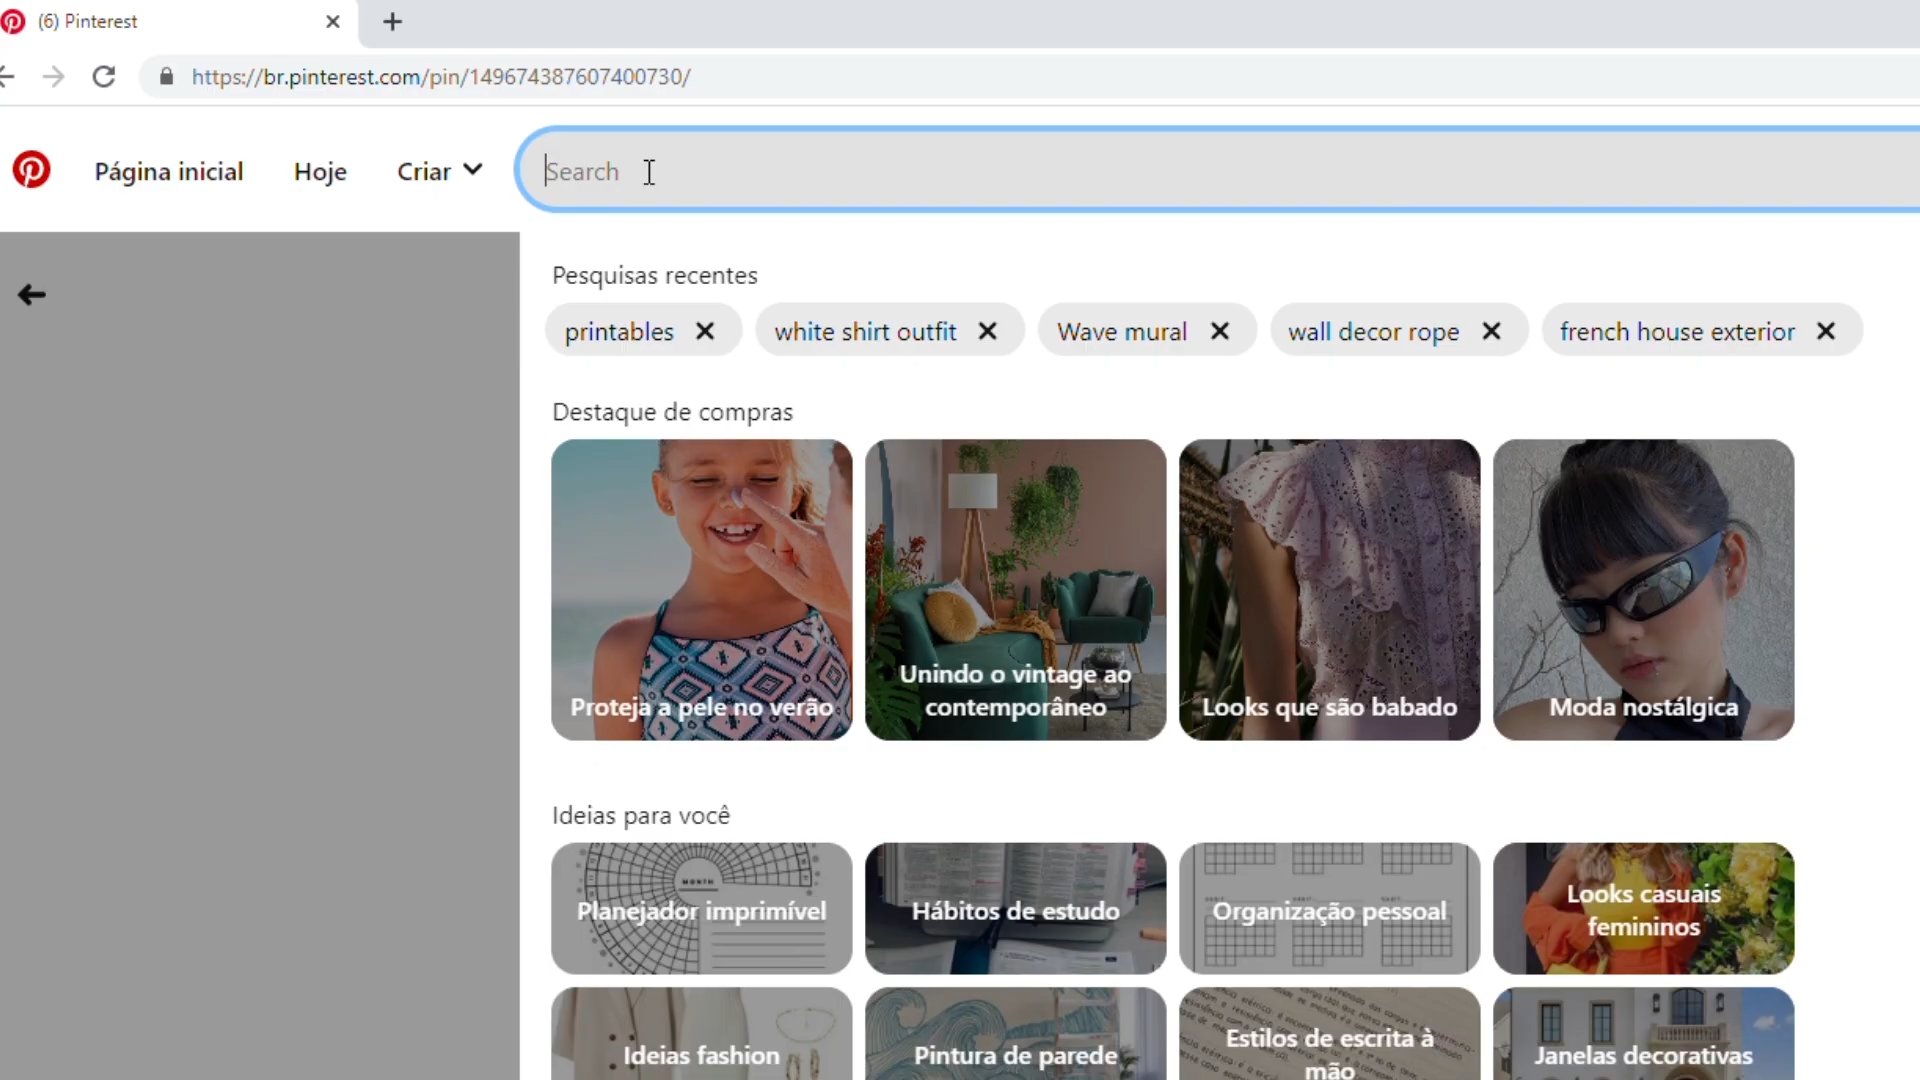 (6) Pinterest
https://br.pinterest.com/pin/149674387607400730/
Página inicial
Hoje
Criar
Search
Pesquisas recentes
printables
white shirt outfit
Wave mural
wall decor rope
french house exterior
Destaque de compras
Proteja a pele no verão
Unindo o vintage ao
contemporâneo
Looks que são babado
Moda nostálgica
Ideias para você
MONTH
Planejador imprimível
Hábitos de estudo
Organização pessoal
Looks casuais
femininos
Ideias fashion
Pintura de parede
Estilos de escrita à
mão
Janelas decorativas